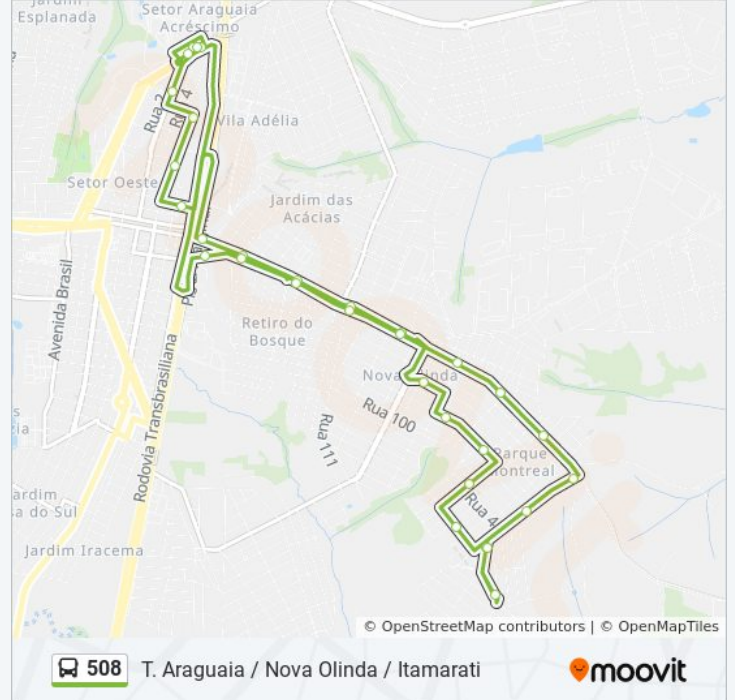 Jardim
Esplanada
Setor Araguaia
Acréscimo
Rua 2
Vila Adélia
Setor Oeste
Jardim das
Acácias
Avenida Brasil
Retiro do
Bosque
Rodovia Transbrasiliana
Nova Olinda
Rua 100
Rua 111
Parque
Montreal
Rua 4
Jardim Iracema
© OpenStreetMap contributors | © OpenMapTiles
508 T. Araguaia / Nova Olinda / Itamarati
moovit